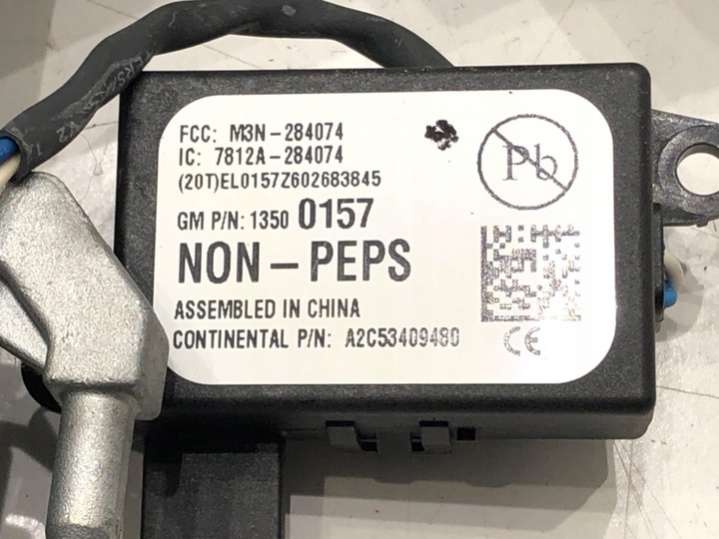 FCC: M3N-284074
IC: 7812A-284074
(20T)EL0157Z602683845
GM P/N: 1350 0157
NON-PEPS
ASSEMBLED IN CHINA
CONTINENTAL P/N: A2C53409480
Pb
CE